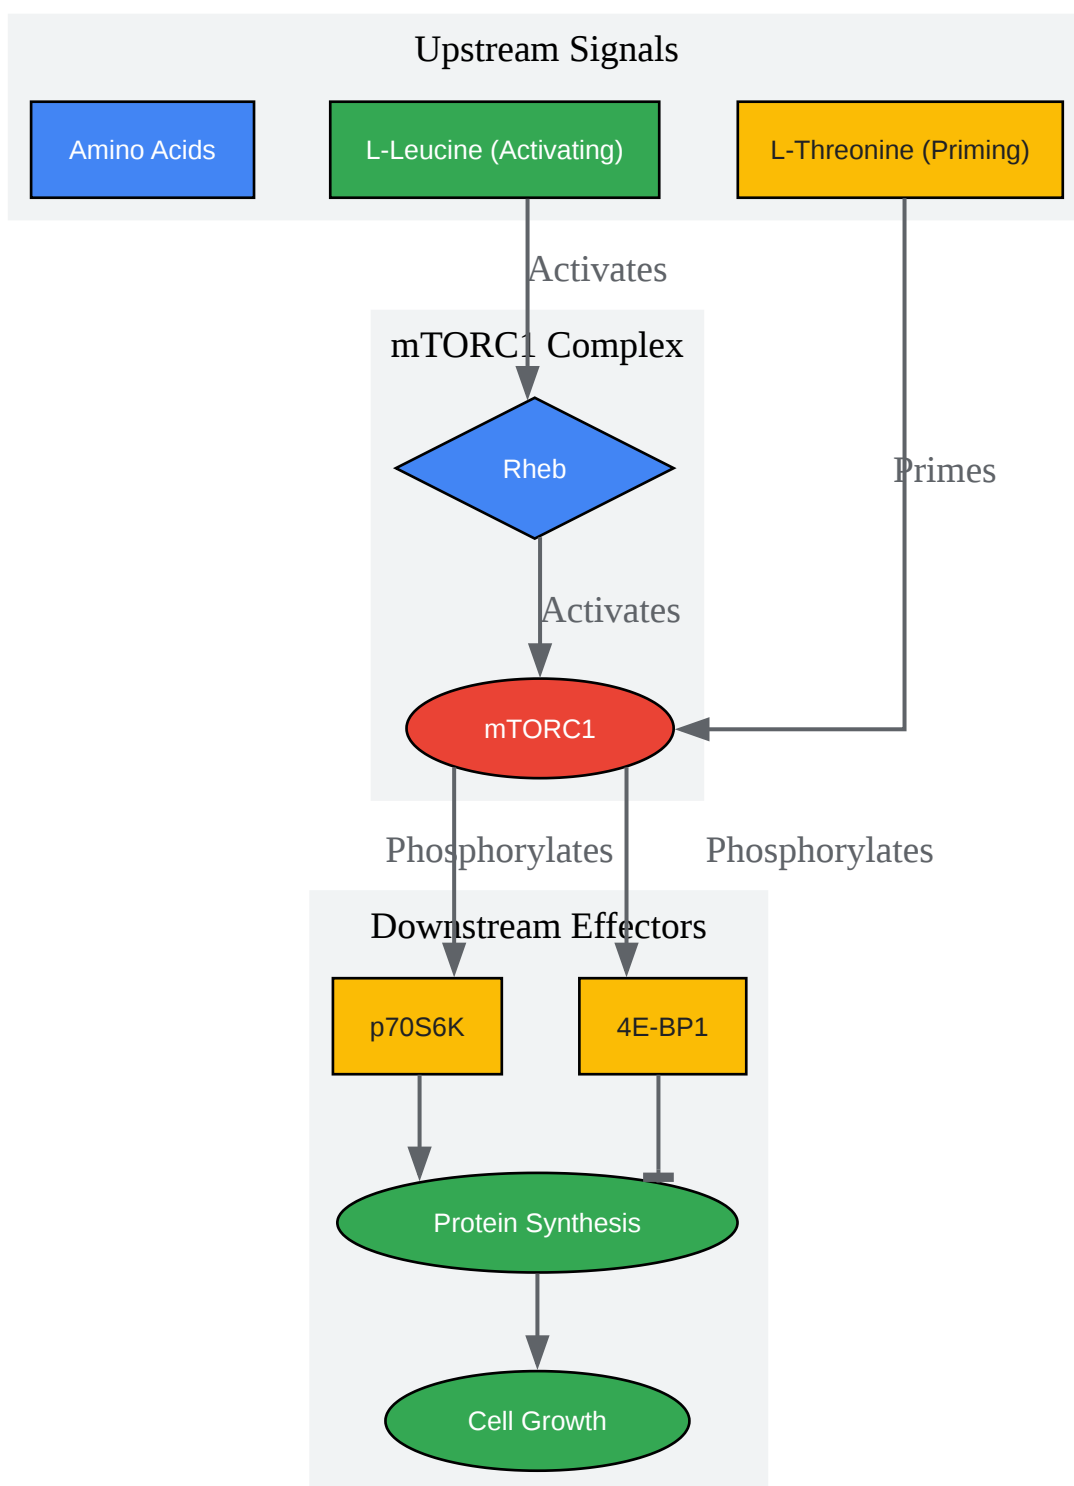 Upstream Signals
Amino Acids
L-Leucine (Activating)
L-Threonine (Priming)
Activates
mTORC1 Complex
Rheb
Primes
Activates
mTORC1
Phosphorylates
Phosphorylates
Downstream Effectors
p70S6K
4E-BP1
Protein Synthesis
Cell Growth